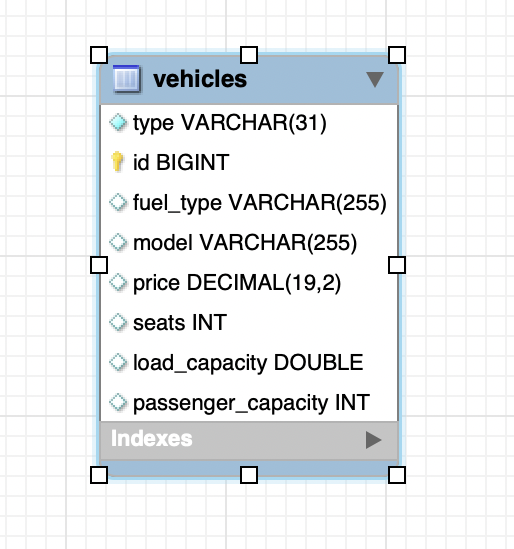 vehicles
type VARCHAR(31)
id BIGINT
fuel_type VARCHAR(255)
model VARCHAR(255)
price DECIMAL(19,2)
seats INT
load_capacity DOUBLE
passenger_capacity INT
Indexes